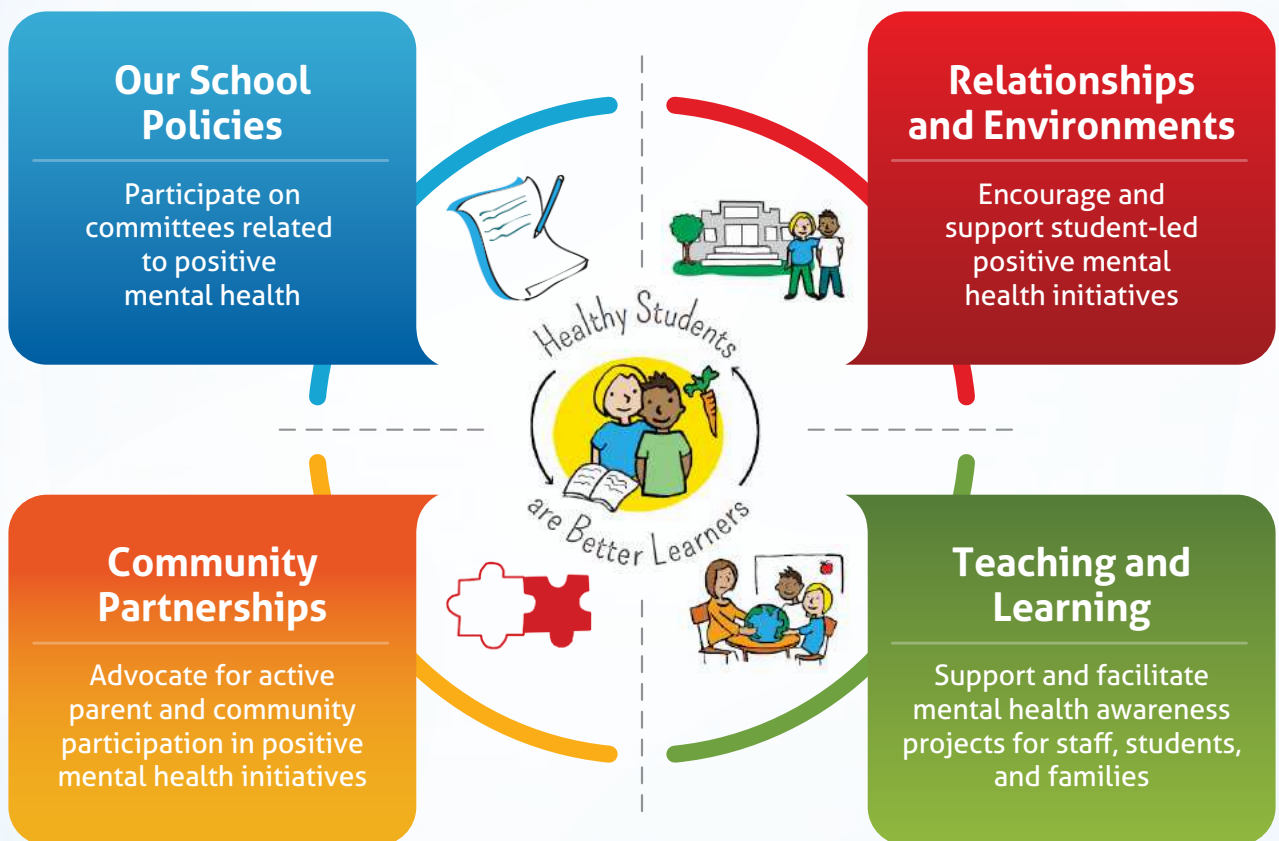 Our School
Policies
Participate on
committees related
to positive
mental health
Relationships
and Environments
Encourage and
support student-led
positive mental
health initiatives
Healthy Students
are Better Learners
Community
Partnerships
Advocate for active
parent and community
participation in positive
mental health initiatives
Teaching and
Learning
Support and facilitate
mental health awareness
projects for staff, students,
and families